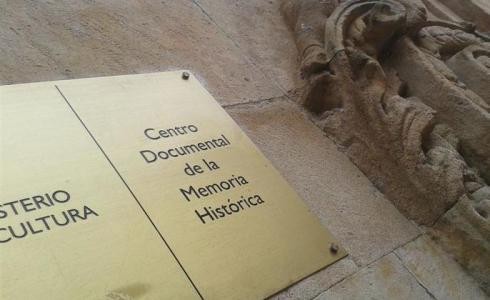 STERIO
CULTURA
Centro
Documental
de la
Memoria
Histórica